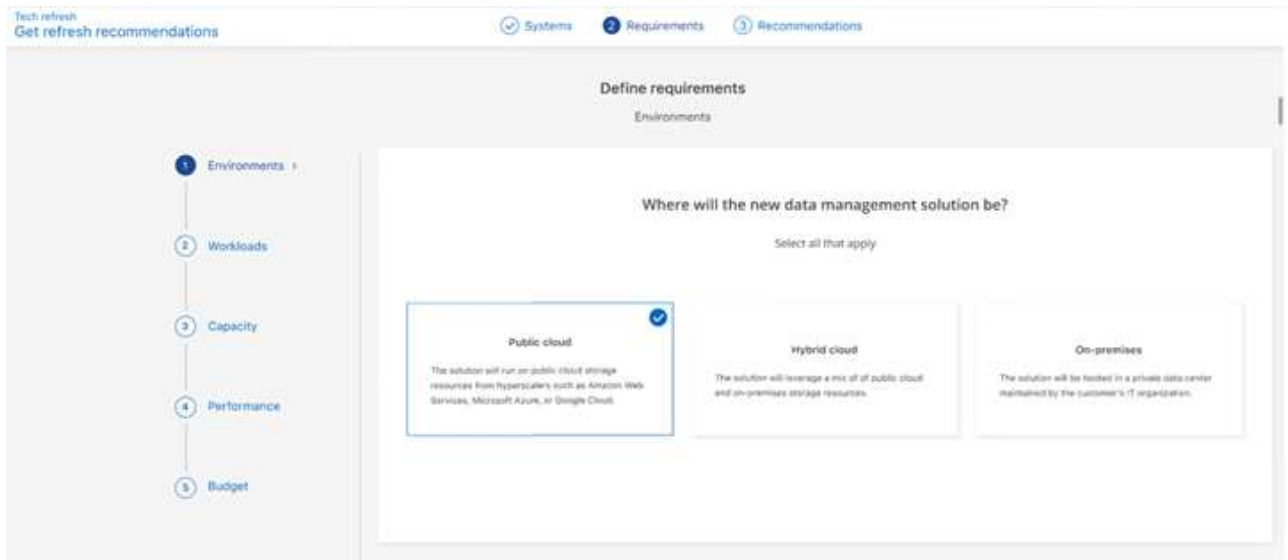 Tech refresh
Get refresh recommendations
Systems
2 Requirements
3 Recommendations
Define requirements
Environments
1 Environments
2 Workloads
3 Capacity
4 Performance
5 Budget
Where will the new data management solution be?
Select all that apply
Public cloud
The solution will run on public cloud storage
resources from hyperscalers such as Amazon Web
Services, Microsoft Azure, or Google Cloud.
Hybrid cloud
The solution will leverage a mix of of public cloud
and on-premises storage resources.
On-premises
The solution will be hosted in a private data center
maintained by the customer's IT organization.